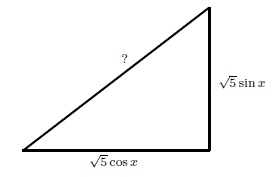 ?
√5 sin x
√5 cos x